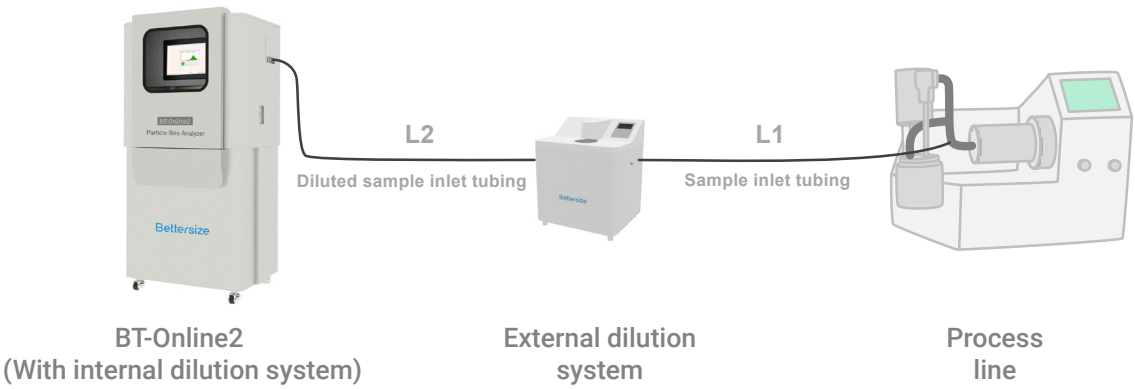 BT-Online2
Particle Size Analyzer
Bettersize
L2
Diluted sample inlet tubing
Bettersize
L1
Sample inlet tubing
BT-Online2
(With internal dilution system)
External dilution
system
Process
line